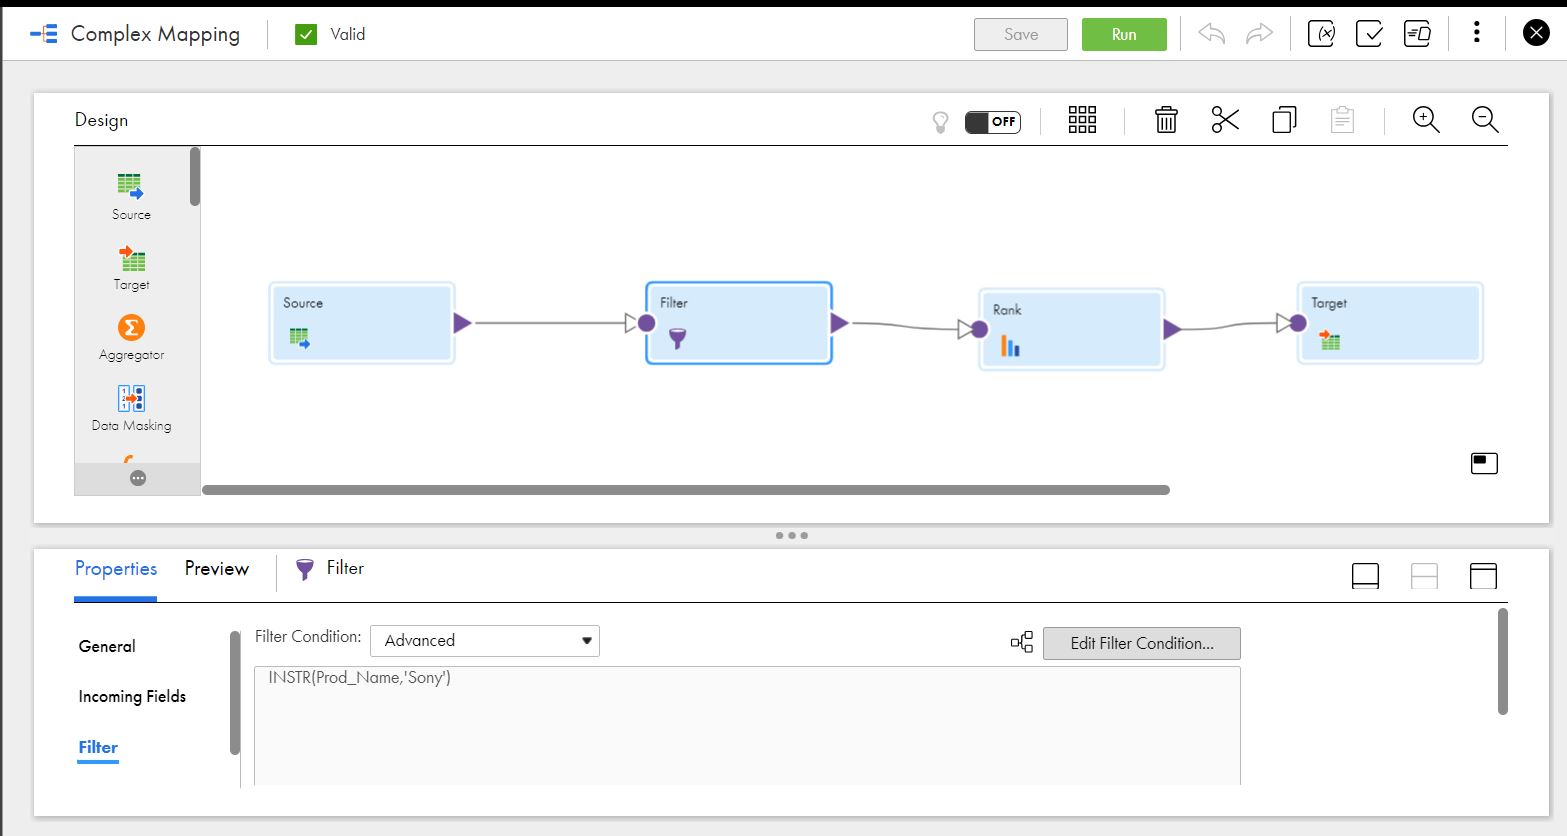 Complex Mapping
Valid
Save
Run
Design
OFF
Source
Target
Aggregator
Data Masking
Source
Filter
Rank
Target
Properties
Preview
Filter
General
Incoming Fields
Filter
Filter Condition:
Advanced
Edit Filter Condition...
INSTR(Prod_Name,'Sony')